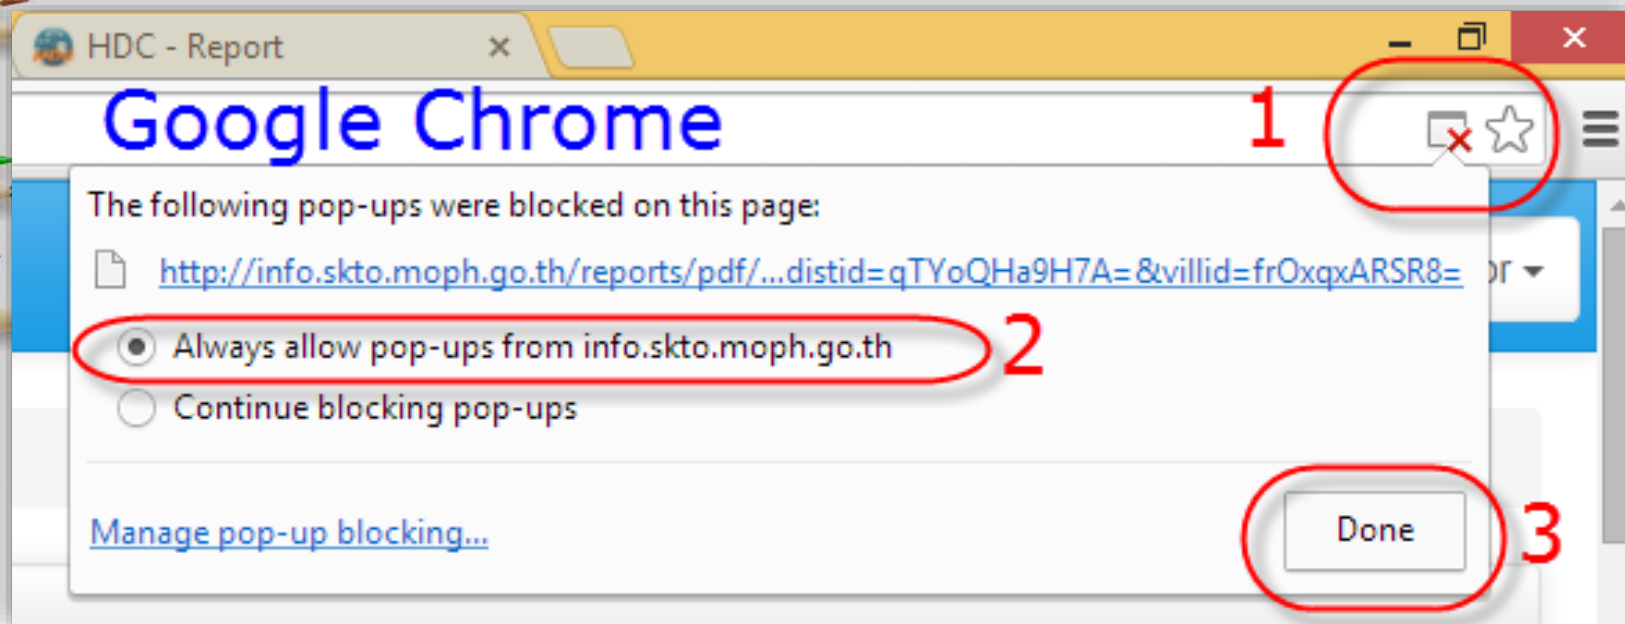 HDC - Report
Google Chrome
1
The following pop-ups were blocked on this page:
http://info.skto.moph.go.th/reports/pdf/...distid=qTYoQHa9H7A=&villid=frOxqxARSR8=
or
Always allow pop-ups from info.skto.moph.go.th
2
Continue blocking pop-ups
Manage pop-up blocking...
Done
3